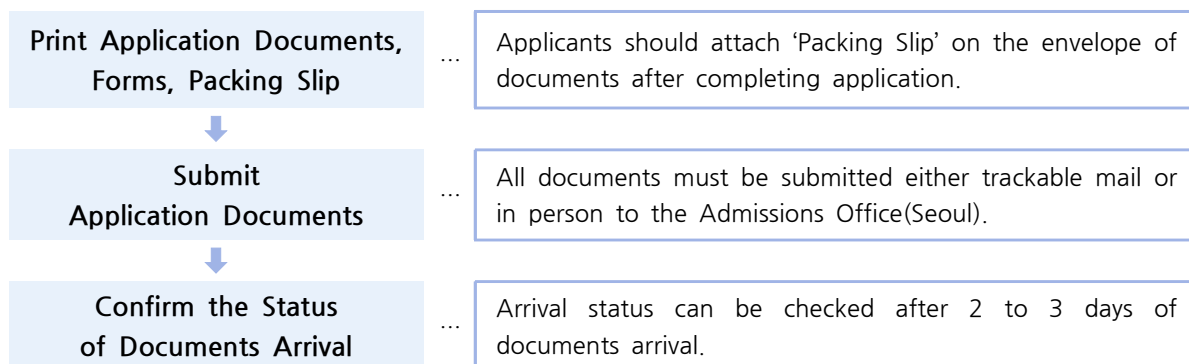 Print Application Documents,
Forms, Packing Slip
...
Applicants should attach ‘Packing Slip’ on the envelope of
documents after completing application.
Submit
Application Documents
...
All documents must be submitted either trackable mail or
in person to the Admissions Office(Seoul).
Confirm the Status
of Documents Arrival
...
Arrival status can be checked after 2 to 3 days of
documents arrival.